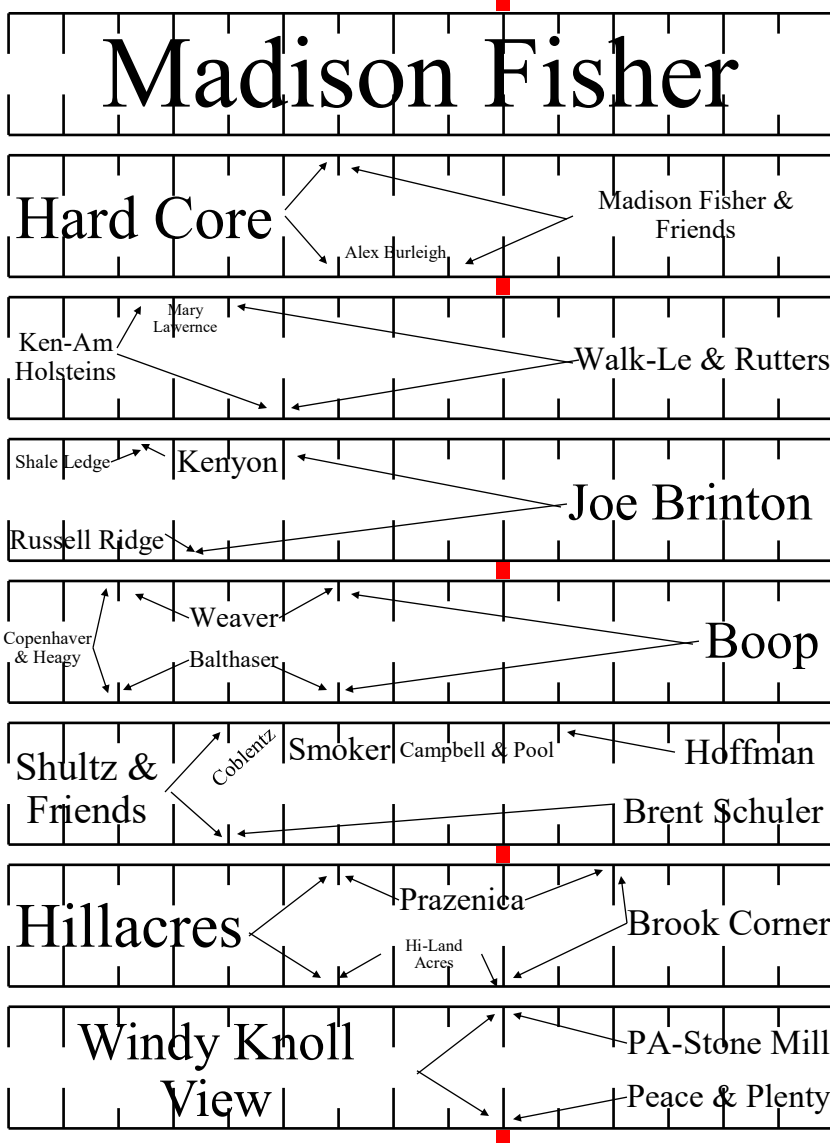 Madison Fisher
Hard Core
Alex Burleigh
Madison Fisher &
Friends
Ken-Am
Holsteins
Mary
Lawernce
Walk-Le & Rutters
Shale Ledge
Kenyon
Joe Brinton
Russell Ridge
Copenhaver
& Heagy
Weaver
Balthaser
Boop
Shultz &
Friends
Coblentz
Smoker
Campbell & Pool
Hoffman
Brent Schuler
Hillacres
Prazenica
Hi-Land
Acres
Brook Corner
Windy Knoll
View
PA-Stone Mill
Peace & Plenty